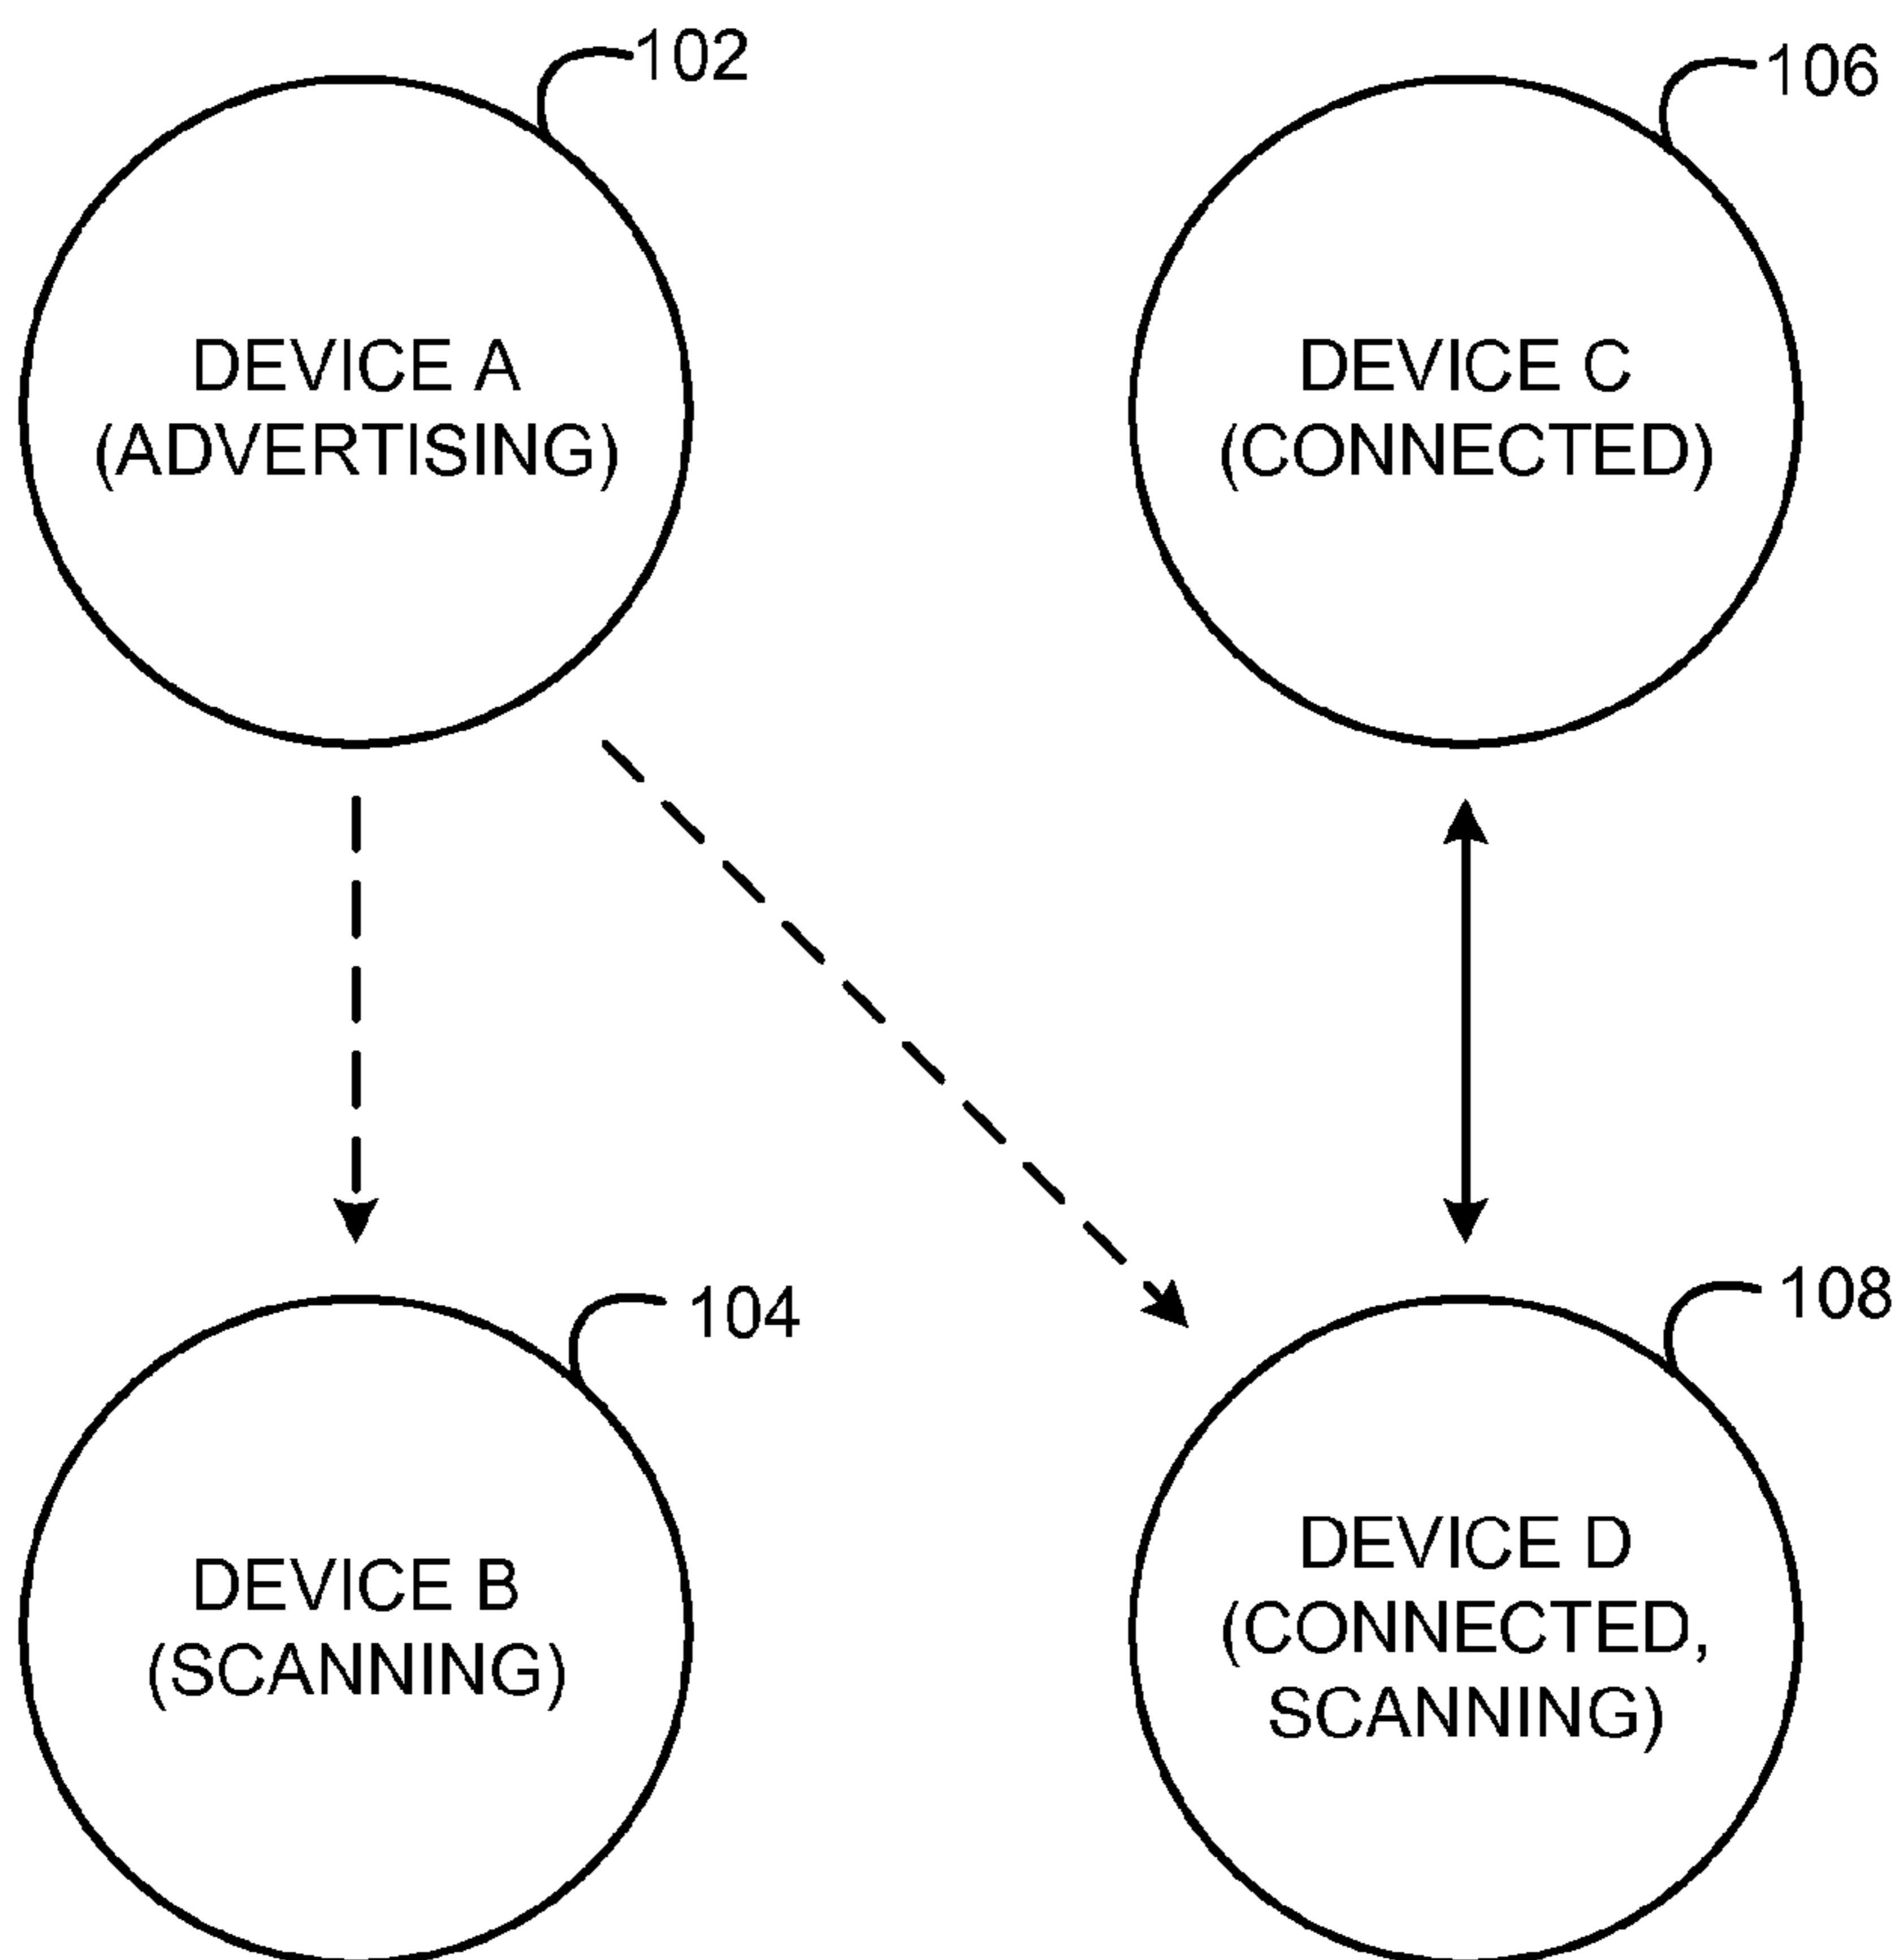 102
106
DEVICE A
(ADVERTISING)
DEVICE C
(CONNECTED)
104
108
DEVICE B
(SCANNING)
DEVICE D
(CONNECTED,
SCANNING)